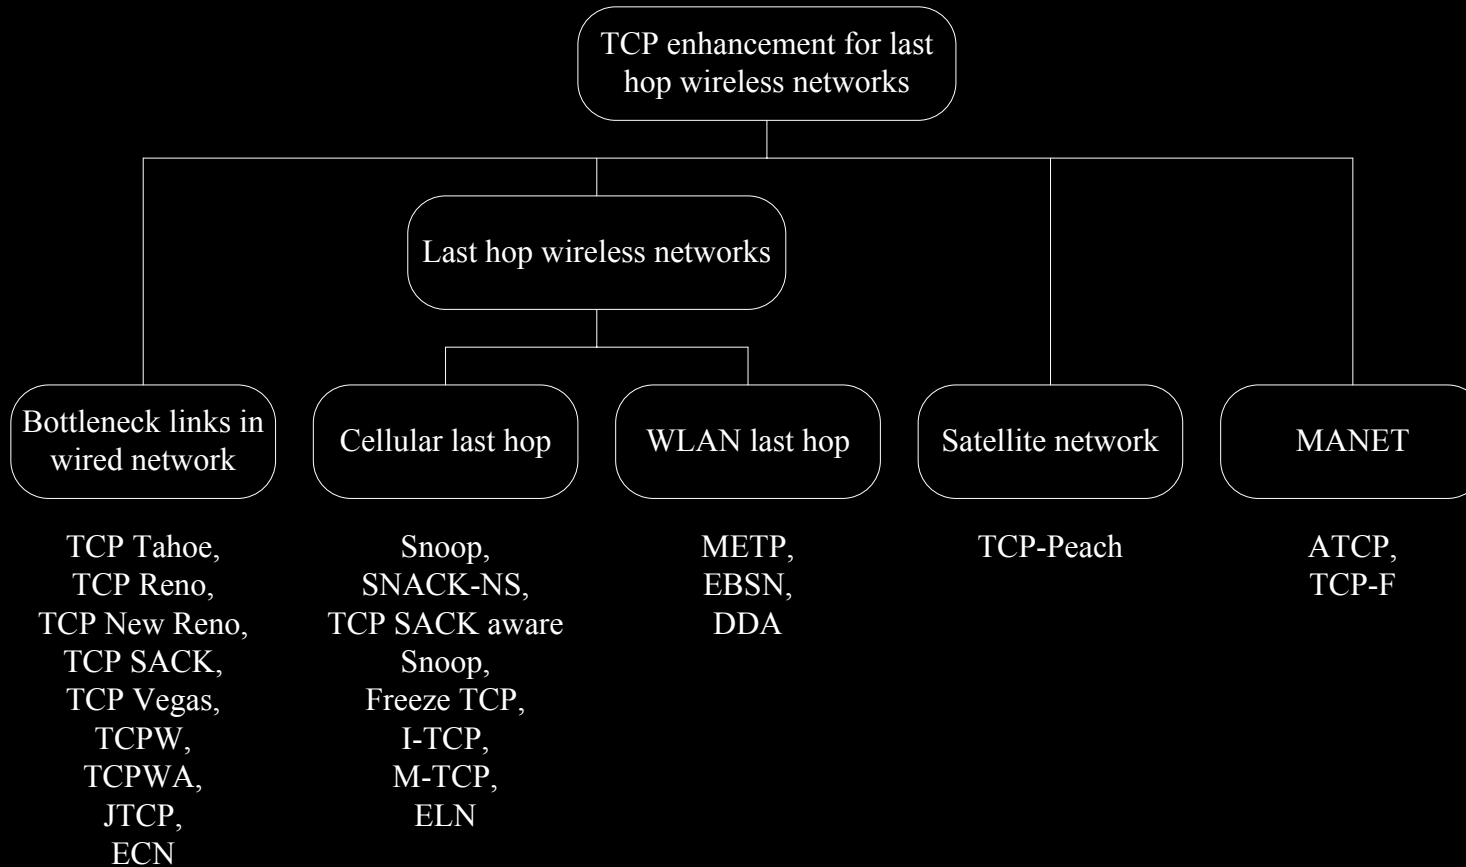 TCP enhancement for last
hop wireless networks
Last hop wireless networks
Bottleneck links in
wired network
Cellular last hop
WLAN last hop
Satellite network
MANET
TCP Tahoe,
TCP Reno,
TCP New Reno,
TCP SACK,
TCP Vegas,
TCPW,
TCPWA,
JTCP,
ECN
Snoop,
SNACK-NS,
TCP SACK aware
Snoop,
Freeze TCP,
I-TCP,
M-TCP,
ELN
METP,
EBSN,
DDA
TCP-Peach
ATCP,
TCP-F